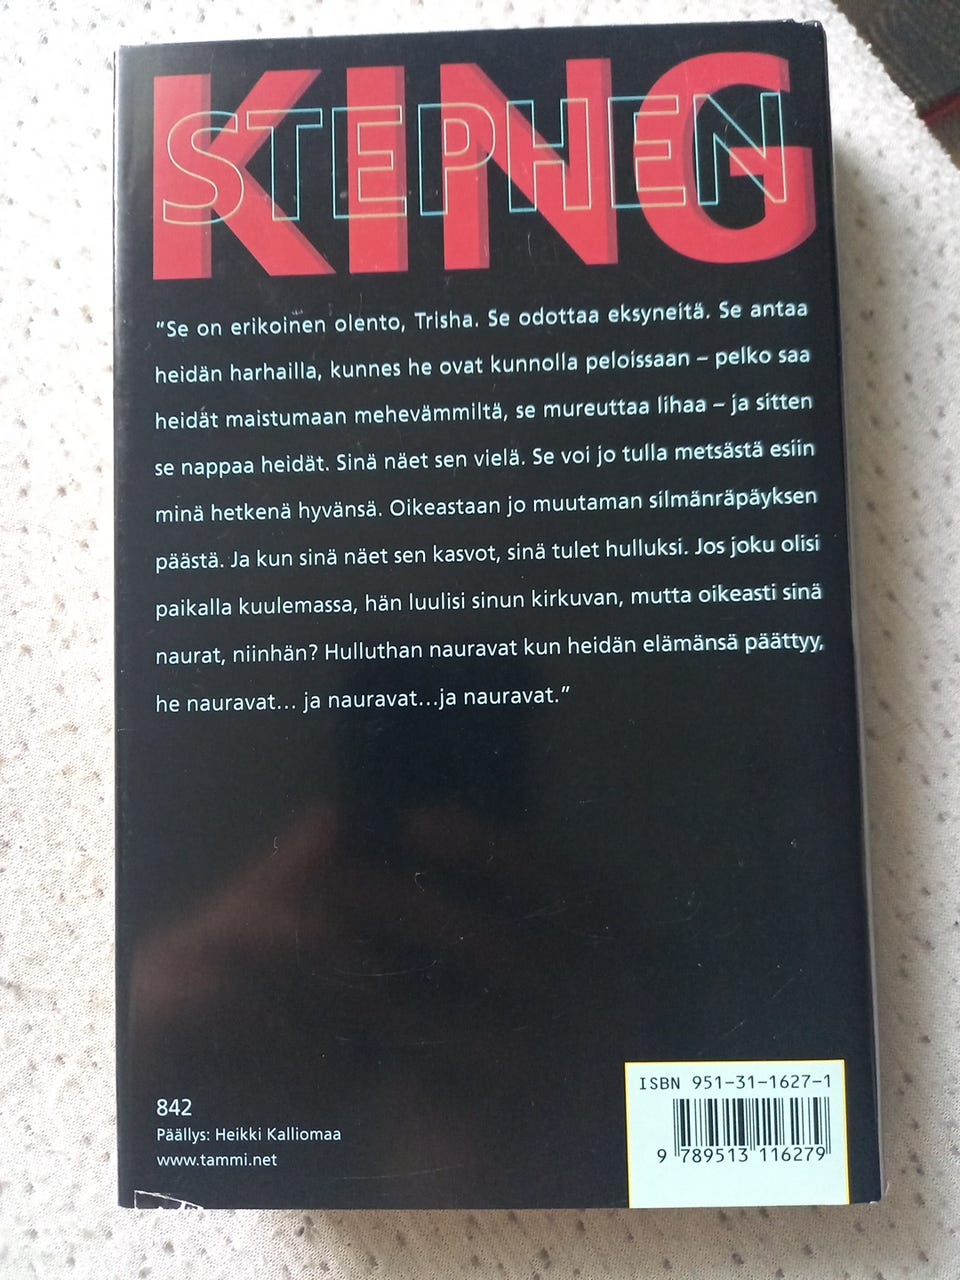 KING
STEPHEN
"Se on erikoinen olento, Trisha. Se odottaa eksyneitä. Se antaa
heidän harhailla, kunnes he ovat kunnolla peloissaan – pelko saa
heidät maistumaan mehevämmiltä, se mureuttaa lihaa – ja sitten
se nappaa heidät. Sinä näet sen vielä. Se voi jo tulla metsästä esiin
minä hetkenä hyvänsä. Oikeastaan jo muutaman silmänräpäyksen
päästä. Ja kun sinä näet sen kasvot, sinä tulet hulluksi. Jos joku olisi
paikalla kuulemassa, hän luulisi sinun kirkuvan, mutta oikeasti sinä
naurat, niinhän? Hulluthan nauravat kun heidän elämänsä päättyy,
he nauravat... ja nauravat...ja nauravat."
842
Päällys: Heikki Kalliomaa
www.tammi.net
ISBN 951-31-1627-1
9 789513 116279